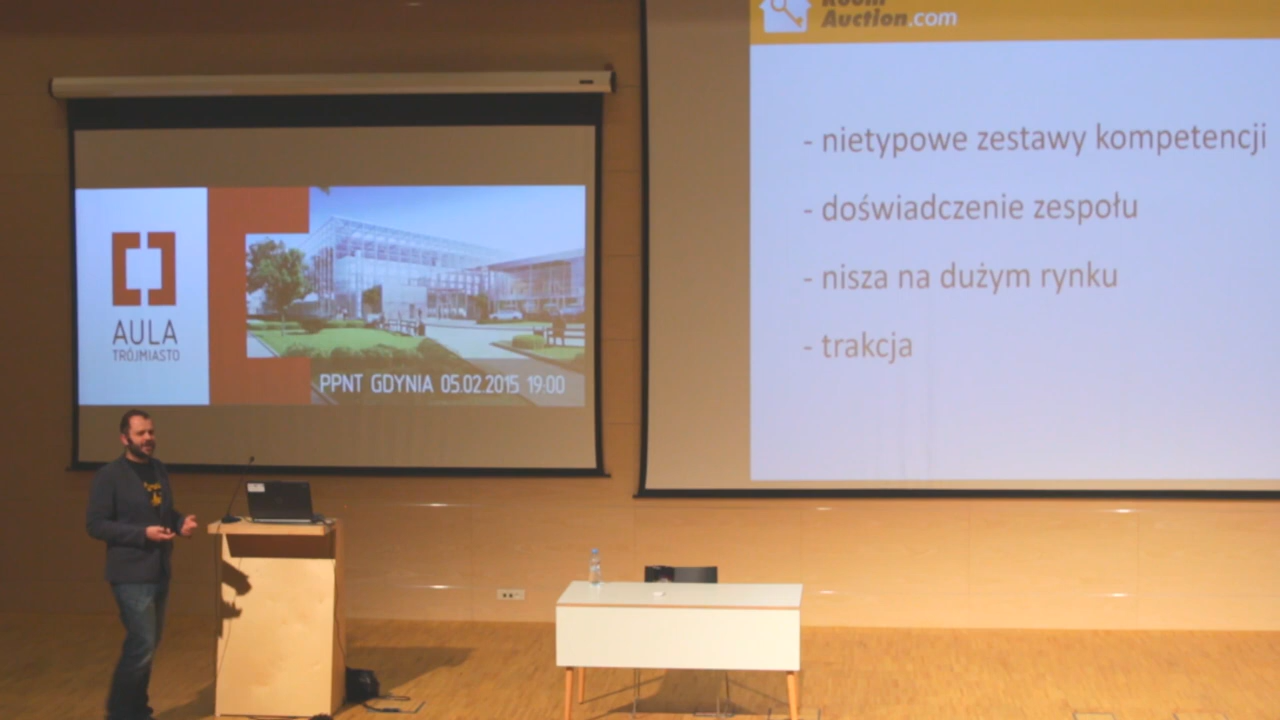 AULA
TRÓJMIASTO
PPNT GDYNIA 05.02.2015 19:00
Room
Auction.com
- nietypowe zestawy kompetencji
- doświadczenie zespołu
- nisza na dużym rynku
- trakcja